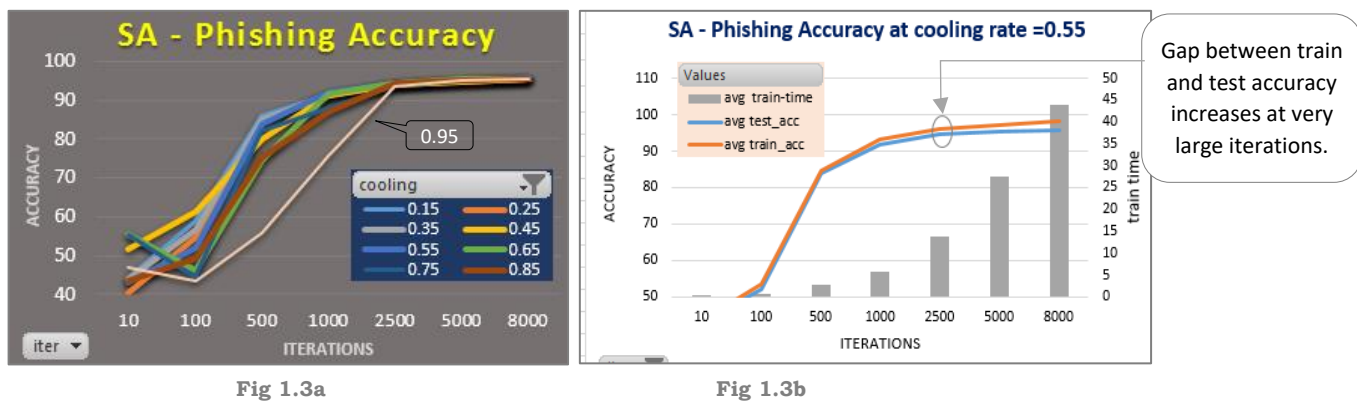 SA - Phishing Accuracy
100
90
80
70
60
50
40
ACCURACY
0.95
cooling
0.15 0.25
0.35 0.45
0.55 0.65
0.75 0.85
10 100 500 1000 2500 5000 8000
iter
ITERATIONS
Fig 1.3a
SA - Phishing Accuracy at cooling rate =0.55
110
100
90
80
70
60
50
ACCURACY
Values
avg train-time
avg test_acc
avg train_acc
50
45
40
35
30
25
20
15
10
5
0
train time
10 100 500 1000 2500 5000 8000
ITERATIONS
Fig 1.3b
Gap between train
and test accuracy
increases at very
large iterations.